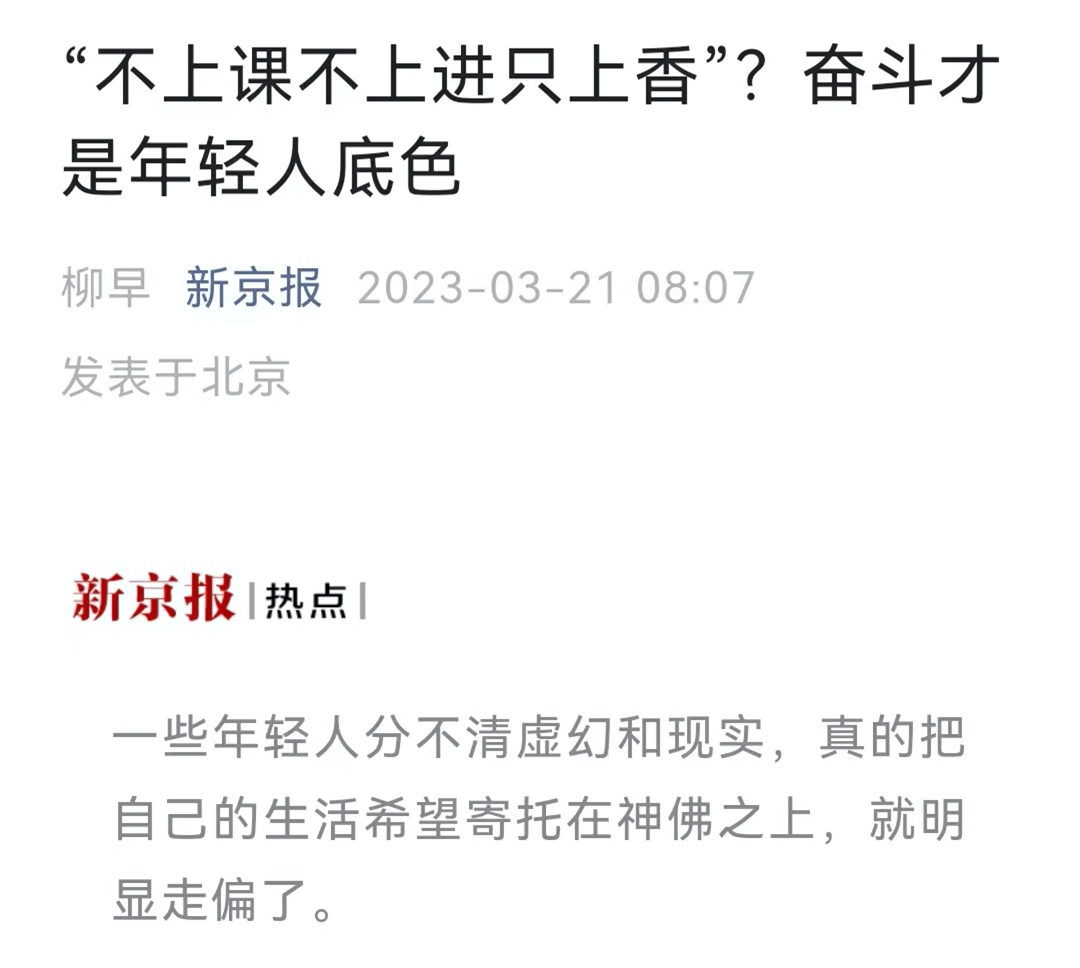 “不上课不上进只上香”？奋斗才
是年轻人底色
柳早 新京报 2023-03-21 08:07
发表于北京
新京报|热点|
一些年轻人分不清虚幻和现实，真的把
自己的生活希望寄托在神佛之上，就明
显走偏了。